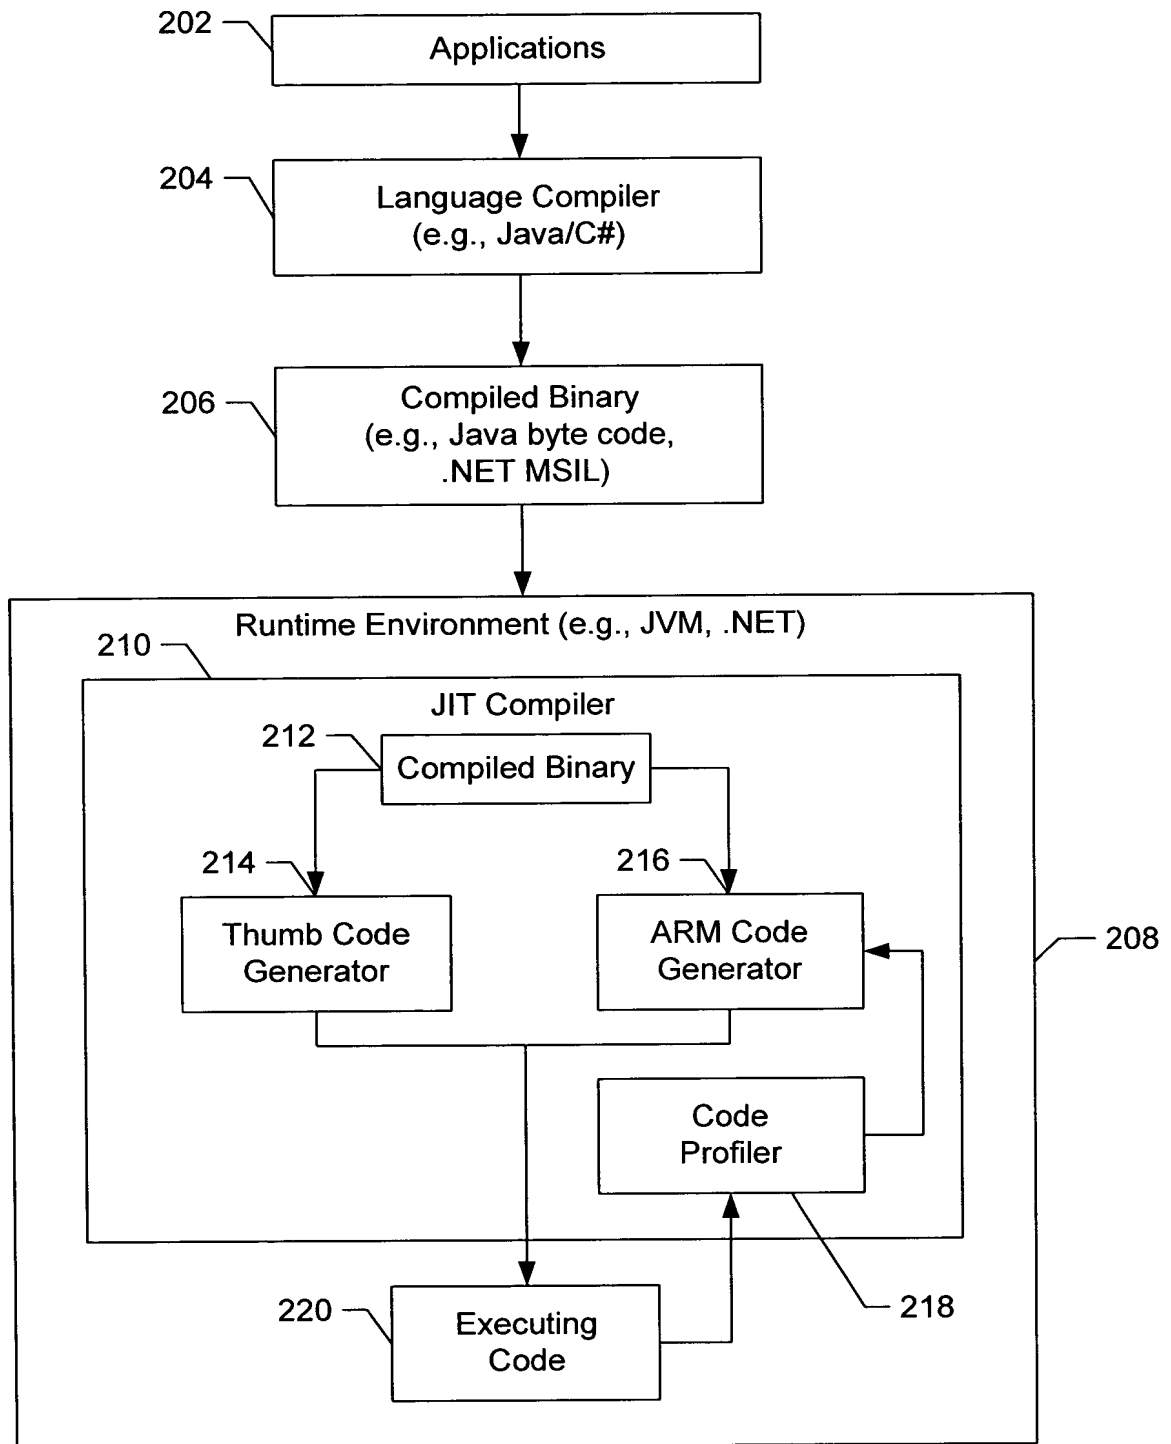 202
Applications
204
Language Compiler
(e.g., Java/C#)
206
Compiled Binary
(e.g., Java byte code,
.NET MSIL)
Runtime Environment (e.g., JVM, .NET)
210
JIT Compiler
212
Compiled Binary
214
216
Thumb Code
Generator
ARM Code
Generator
208
Code
Profiler
218
220
Executing
Code